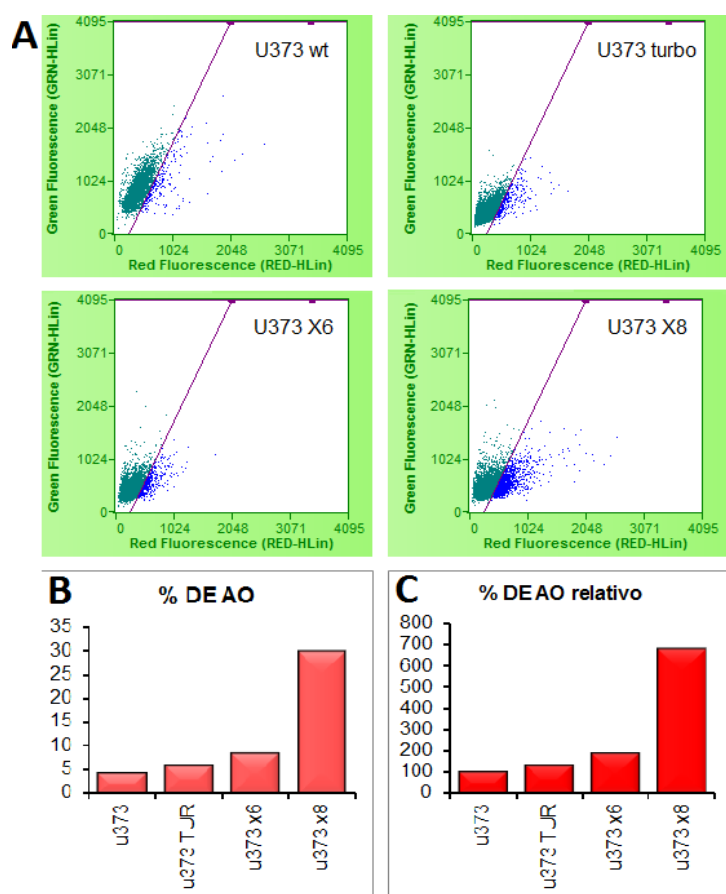 A
U373 wt
4095
3071
2048
1024
0
Green Fluorescence (GRN-HLin)
0 1024 2048 3071 4095
Red Fluorescence (RED-HLin)
U373 turbo
4095
3071
2048
1024
0
Green Fluorescence (GRN-HLin)
0 1024 2048 3071 4095
Red Fluorescence (RED-HLin)
U373 X6
4095
3071
2048
1024
0
Green Fluorescence (GRN-HLin)
0 1024 2048 3071 4095
Red Fluorescence (RED-HLin)
U373 X8
4095
3071
2048
1024
0
Green Fluorescence (GRN-HLin)
0 1024 2048 3071 4095
Red Fluorescence (RED-HLin)
B
% DE AO
35
30
25
20
15
10
5
0
u373
u373 TUR
u373 x6
u373 x8
C
% DE AO relativo
800
700
600
500
400
300
200
100
0
u373
u373 TUR
u373 x6
u373 x8